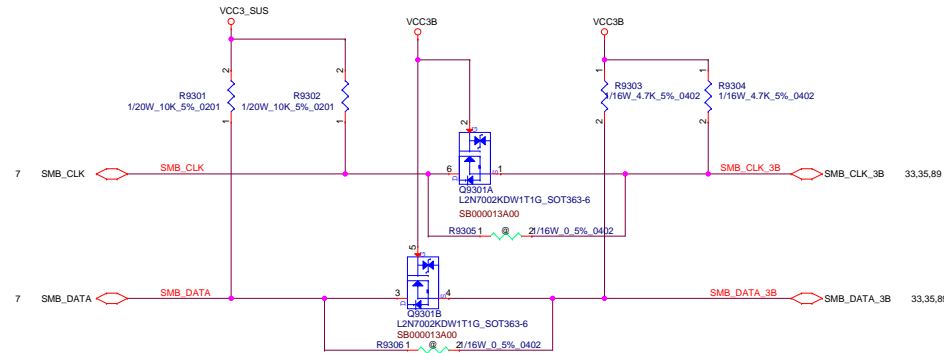 VCC3_SUS
VCC3B
VCC3B
2
2
1
1
R9301
1/20W_10K_5%_0201
R9302
1/20W_10K_5%_0201
R9303
1/16W_4.7K_5%_0402
R9304
1/16W_4.7K_5%_0402
1
1
2
2
2
G
7 SMB_CLK
SMB_CLK
6
D
S
1
SMB_CLK_3B
SMB_CLK_3B 33,35,89
Q9301A
L2N7002KDW1T1G_SOT363-6
SB000013A00
R9305 1 @ 2 1/16W_0_5%_0402
5
G
7 SMB_DATA
SMB_DATA
3
D
S
4
SMB_DATA_3B
SMB_DATA_3B 33,35,89
Q9301B
L2N7002KDW1T1G_SOT363-6
SB000013A00
R9306 1 @ 2 1/16W_0_5%_0402